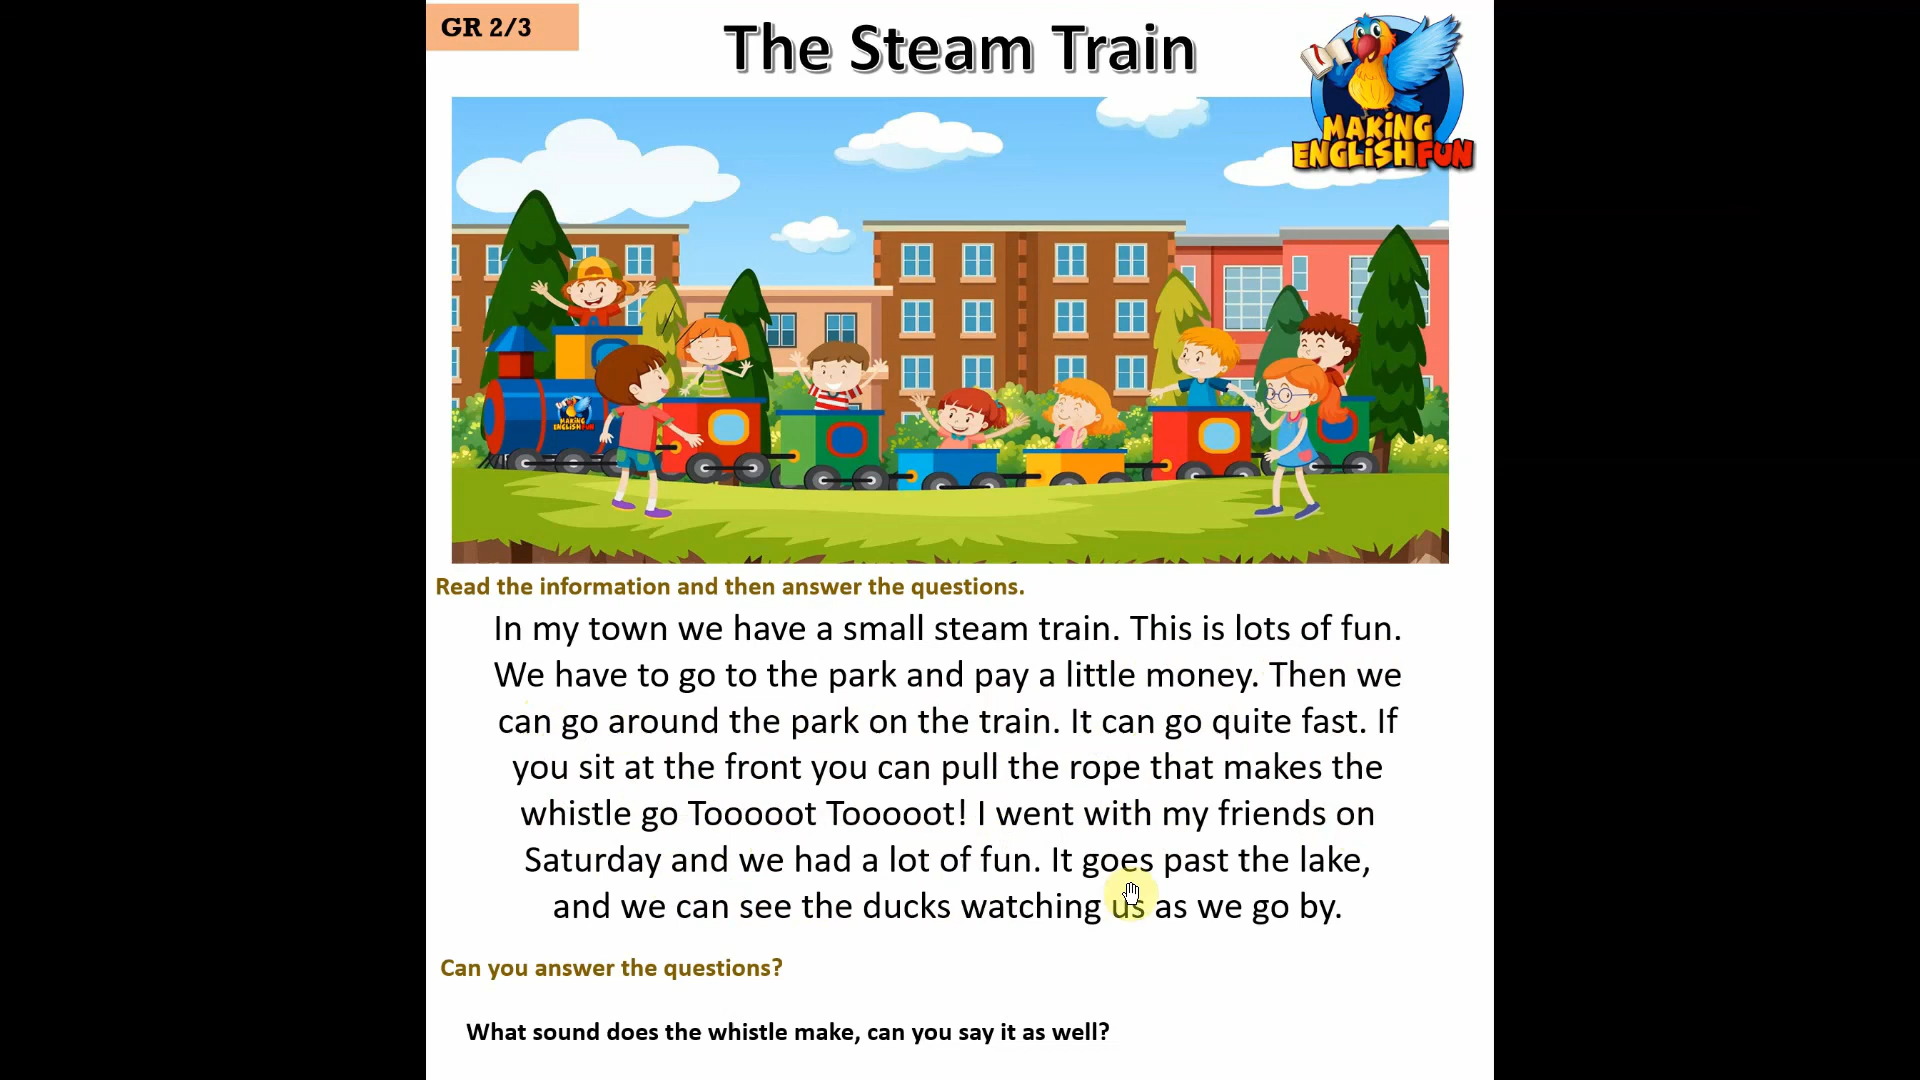 GR 2/3
The Steam Train
MAKING
ENGLISH FUN
MAKING
ENGLISH FUN
Read the information and then answer the questions.
In my town we have a small steam train. This is lots of fun.
We have to go to the park and pay a little money. Then we
can go around the park on the train. It can go quite fast. If
you sit at the front you can pull the rope that makes the
whistle go Tooooot Tooooot! I went with my friends on
Saturday and we had a lot of fun. It goes past the lake,
and we can see the ducks watching us as we go by.
Can you answer the questions?
What sound does the whistle make, can you say it as well?